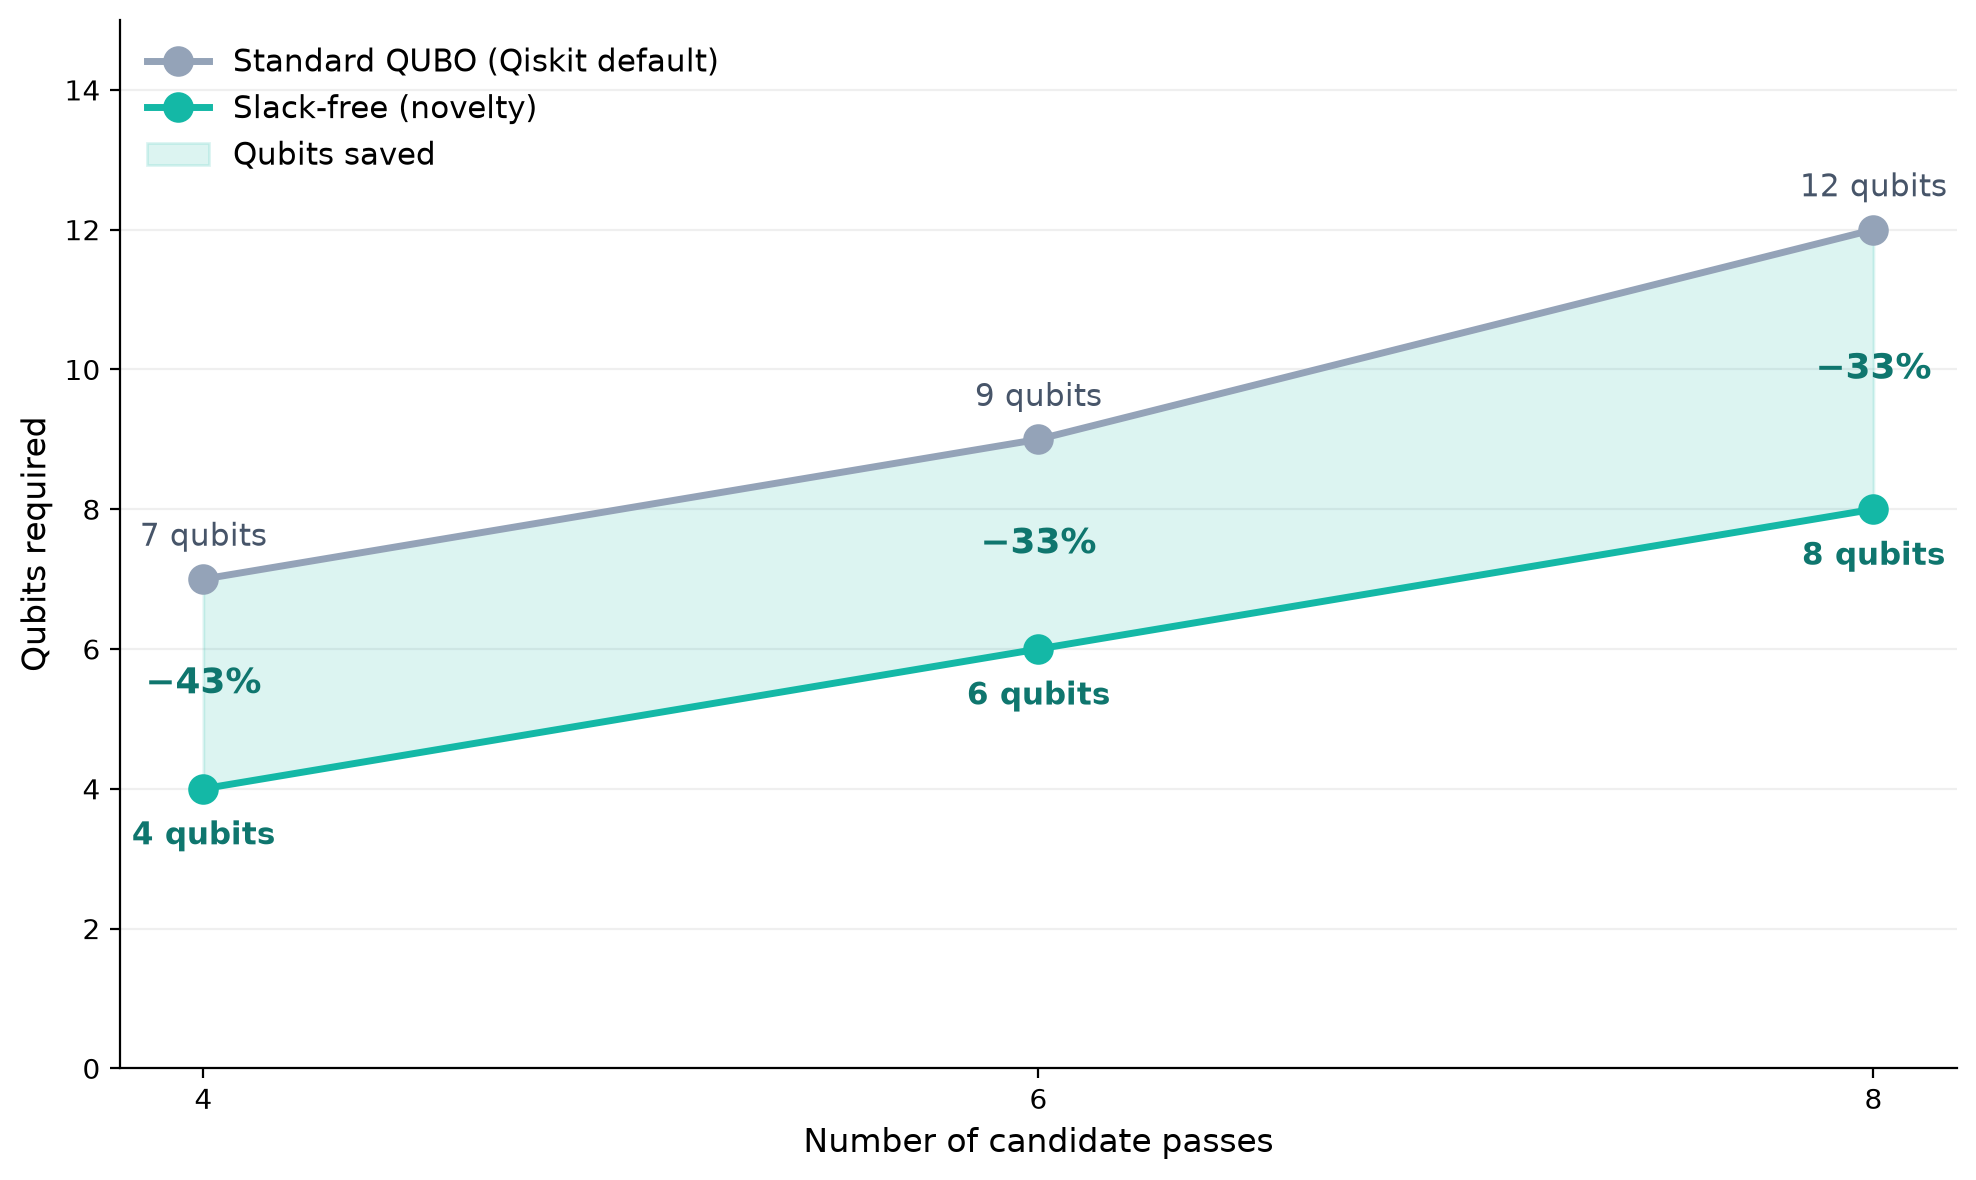 Standard QUBO (Qiskit default)
Slack-free (novelty)
Qubits saved
14
12
10
8
6
4
2
0
Qubits required
12 qubits
−33%
9 qubits
−33%
8 qubits
7 qubits
−43%
6 qubits
4 qubits
4
6
8
Number of candidate passes